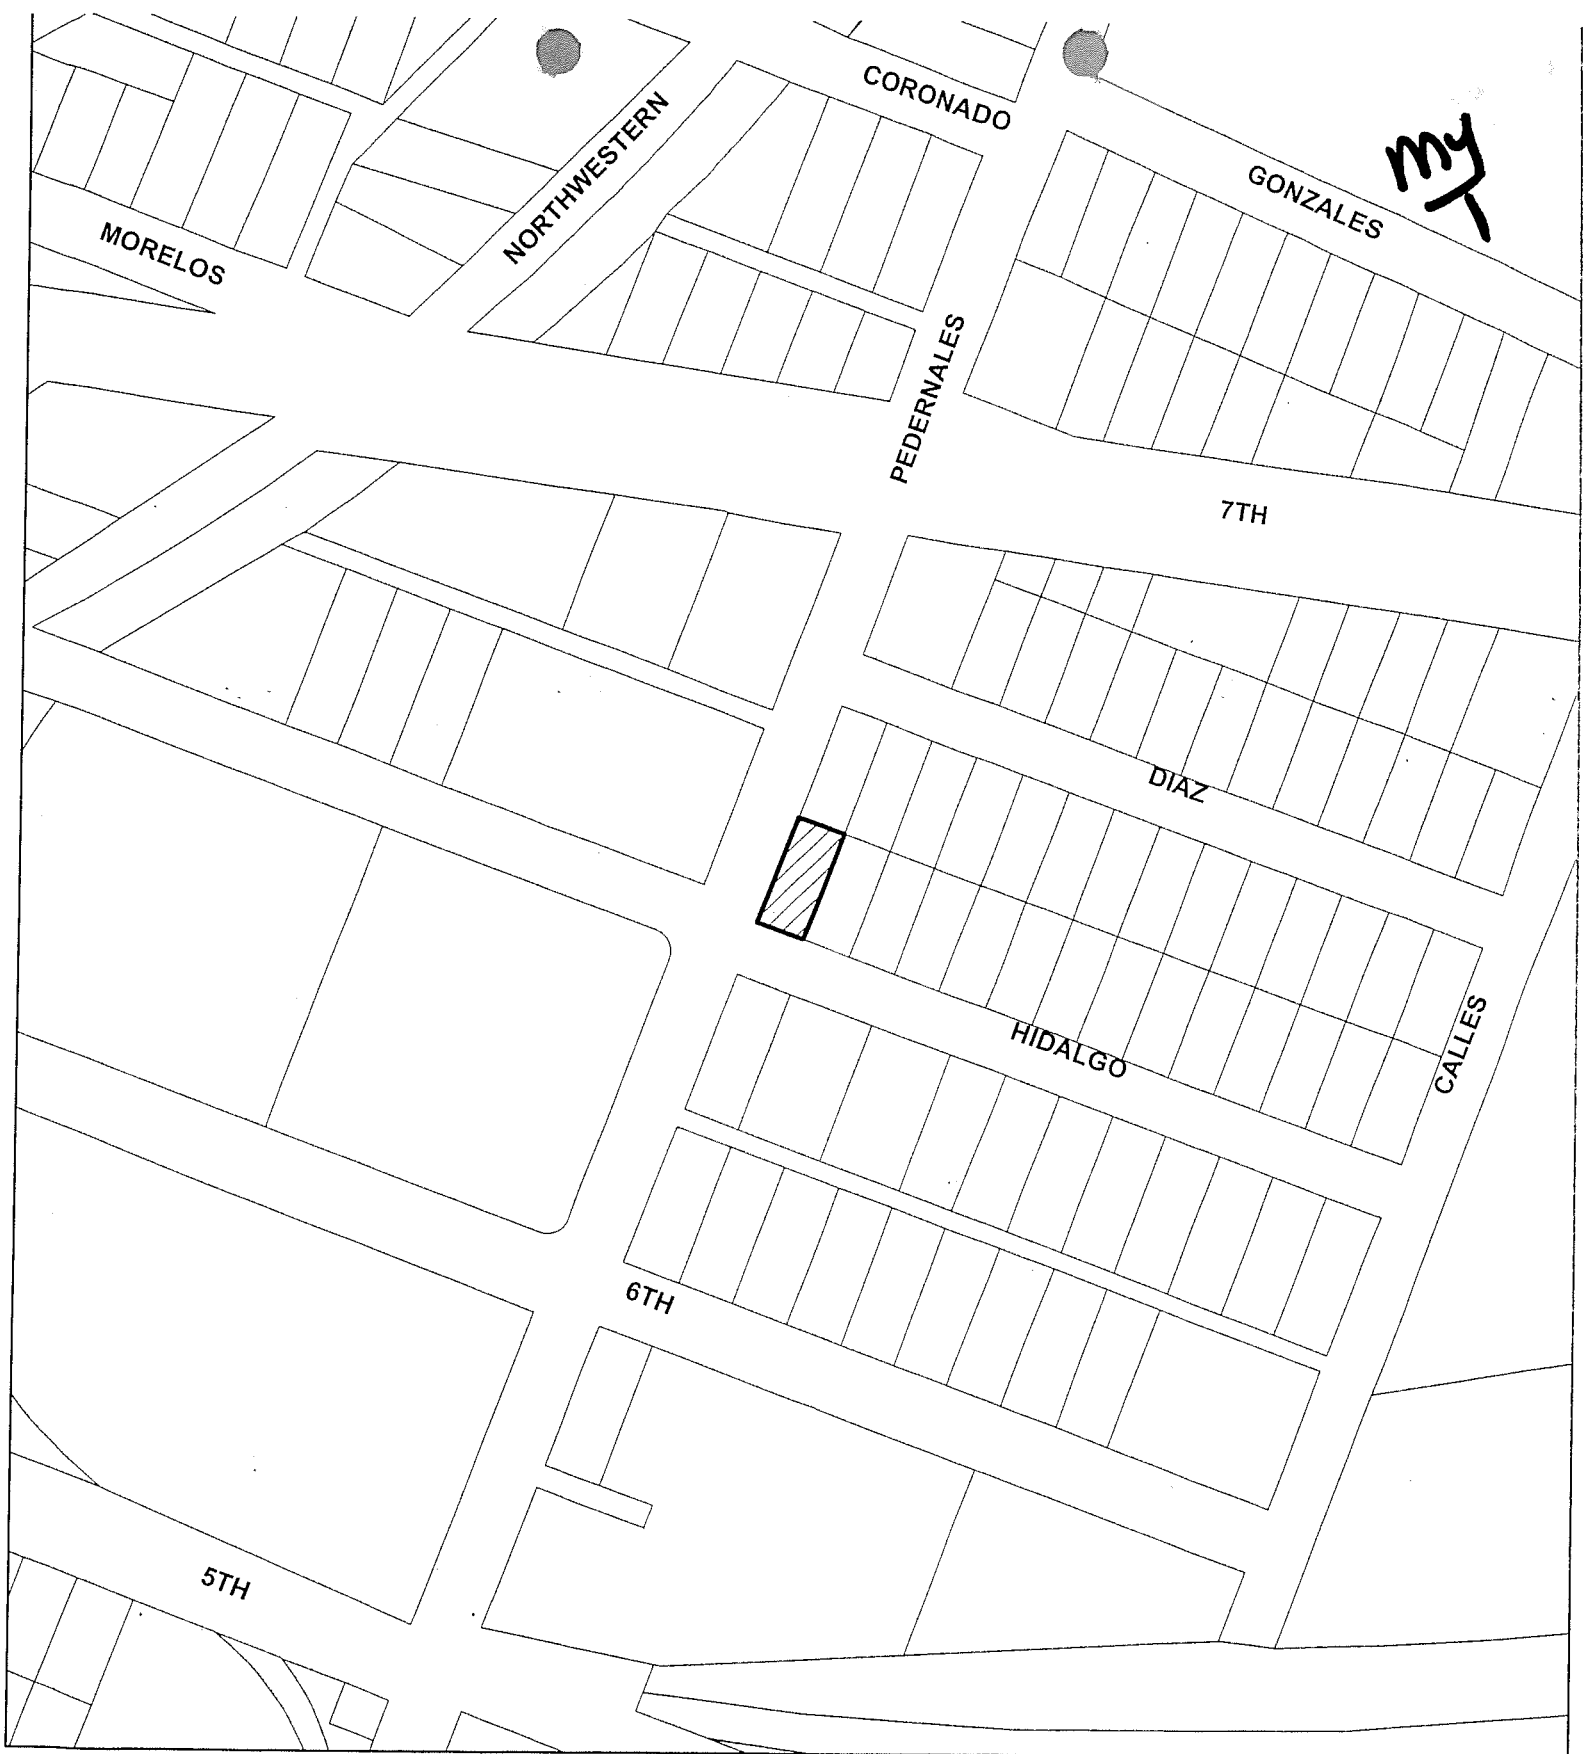 CORONADO
NORTHWESTERN
my
GONZALES
MORELOS
PEDERNALES
7TH
DIAZ
HIDALGO
CALLES
6TH
5TH